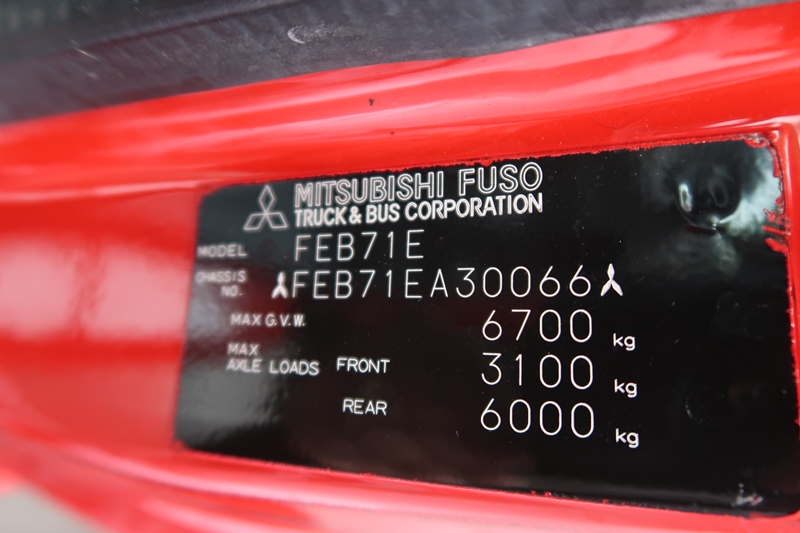 MITSUBISHI FUSO
TRUCK & BUS CORPORATION
MODEL FEB71E
CHASSIS NO. FEB71EA30066
MAX G.V.W. 6700 kg
MAX AXLE LOADS FRONT 3100 kg
REAR 6000 kg